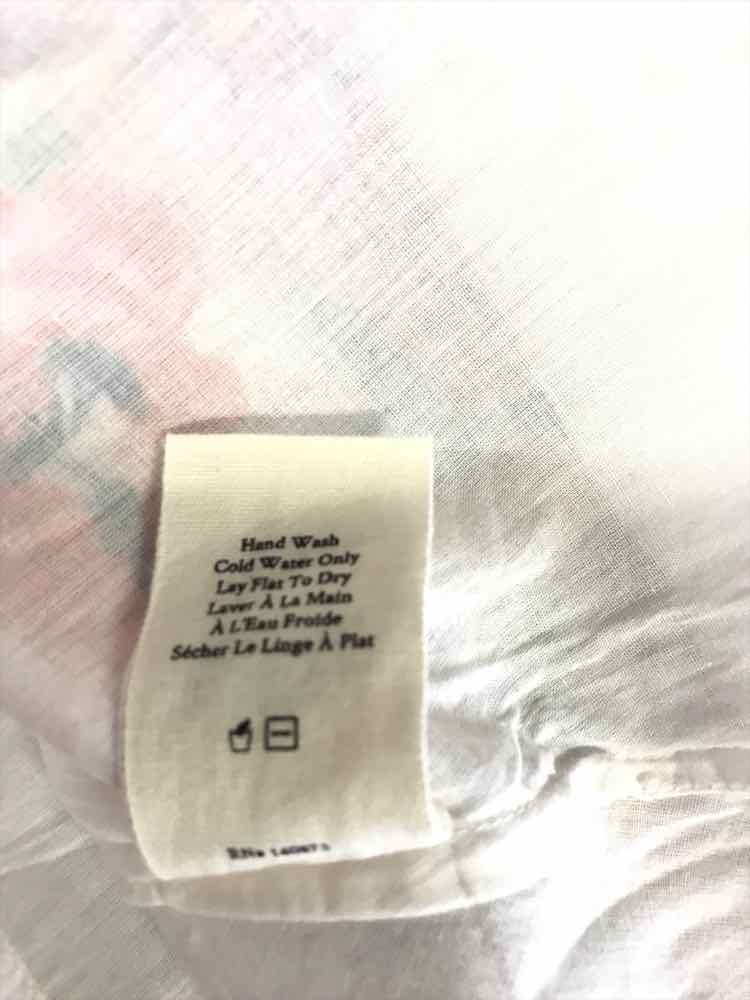 Hand Wash
Cold Water Only
Lay Flat To Dry
Laver À La Main
À L'Eau Froide
Sécher Le Linge À Plat